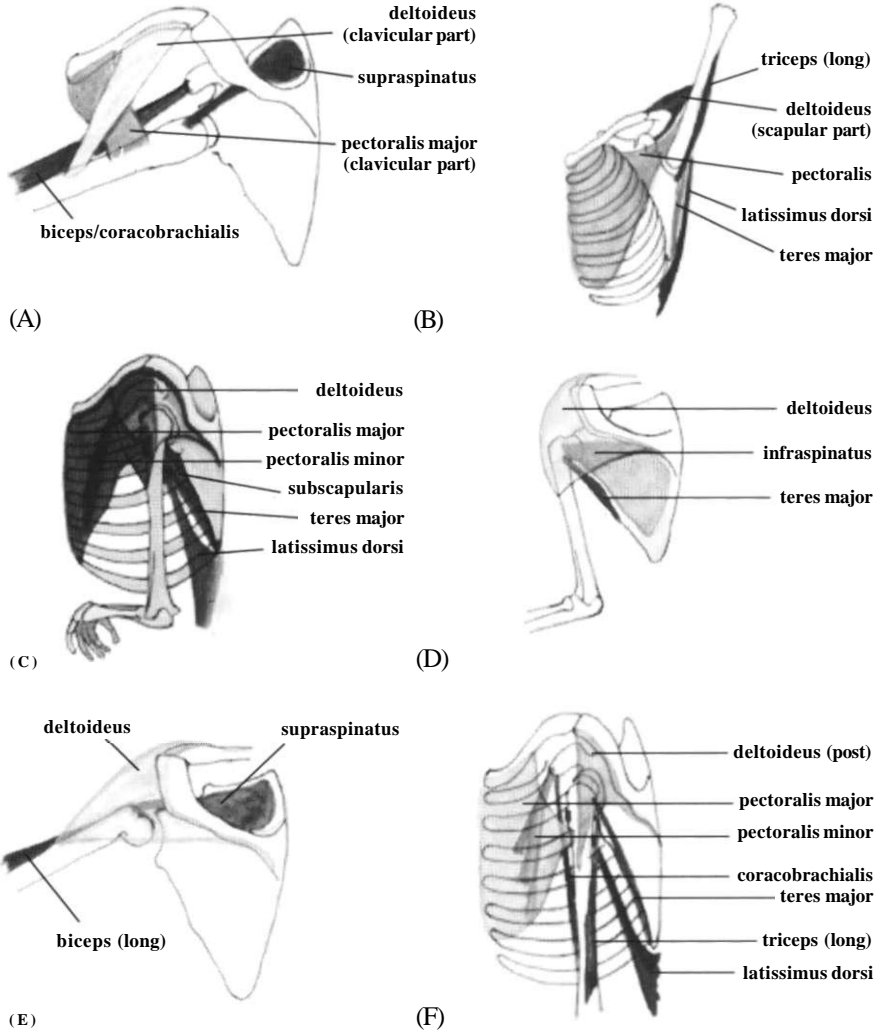 deltoideus
(clavicular part)
supraspinatus
pectoralis major
(clavicular part)
biceps/coracobrachialis
(A)
triceps (long)
deltoideus
(scapular part)
pectoralis
latissimus dorsi
teres major
(B)
deltoideus
pectoralis major
pectoralis minor
subscapularis
teres major
latissimus dorsi
(C)
deltoideus
infraspinatus
teres major
(D)
deltoideus
supraspinatus
biceps (long)
(E)
deltoideus (post)
pectoralis major
pectoralis minor
coracobrachialis
teres major
triceps (long)
latissimus dorsi
(F)